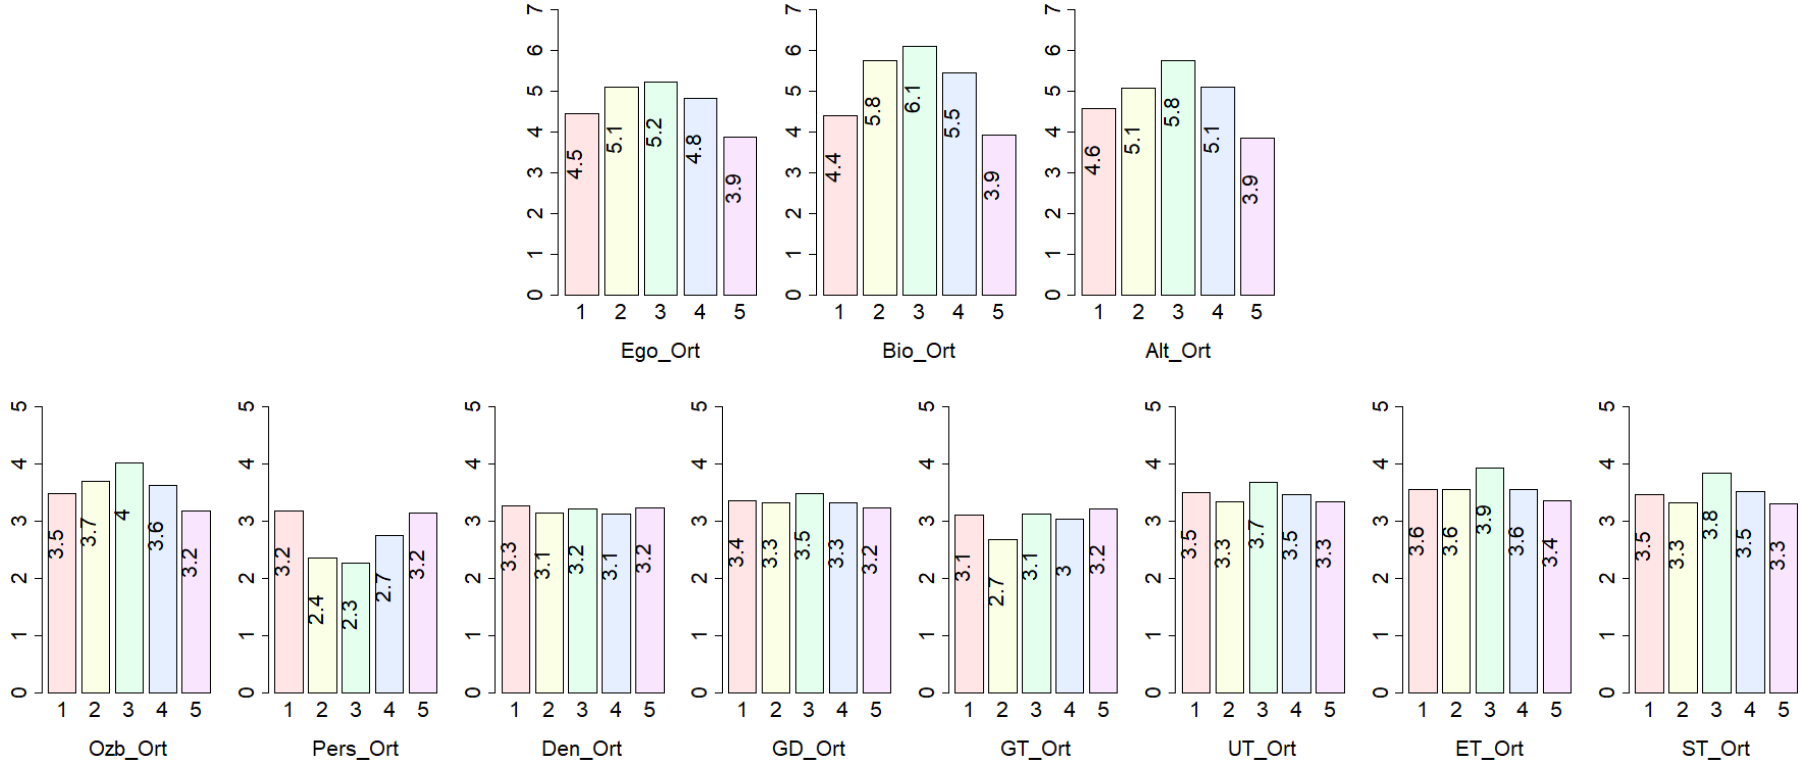 7 7 7
6 6 6
5 5 5
4 4 4
3 3 3
2 2 2
1 1 1
0 0 0
4.5 5.1 5.2 4.8 3.9
4.4 5.8 6.1 5.5 3.9
4.6 5.1 5.8 5.1 3.9
1 2 3 4 5 1 2 3 4 5 1 2 3 4 5
Ego_Ort Bio_Ort Alt_Ort
5 5 5 5 5 5 5 5
4 4 4 4 4 4 4 4
3 3 3 3 3 3 3 3
2 2 2 2 2 2 2 2
1 1 1 1 1 1 1 1
0 0 0 0 0 0 0 0
3.5 3.7 4 3.6 3.2
3.2 2.4 2.3 2.7 3.2
3.3 3.1 3.2 3.1 3.2
3.4 3.3 3.5 3.3 3.2
3.1 2.7 3.1 3 3.2
3.5 3.3 3.7 3.5 3.3
3.6 3.6 3.9 3.6 3.4
3.5 3.3 3.8 3.5 3.3
1 2 3 4 5 1 2 3 4 5 1 2 3 4 5 1 2 3 4 5 1 2 3 4 5 1 2 3 4 5 1 2 3 4 5 1 2 3 4 5
Ozb_Ort Pers_Ort Den_Ort GD_Ort GT_Ort UT_Ort ET_Ort ST_Ort